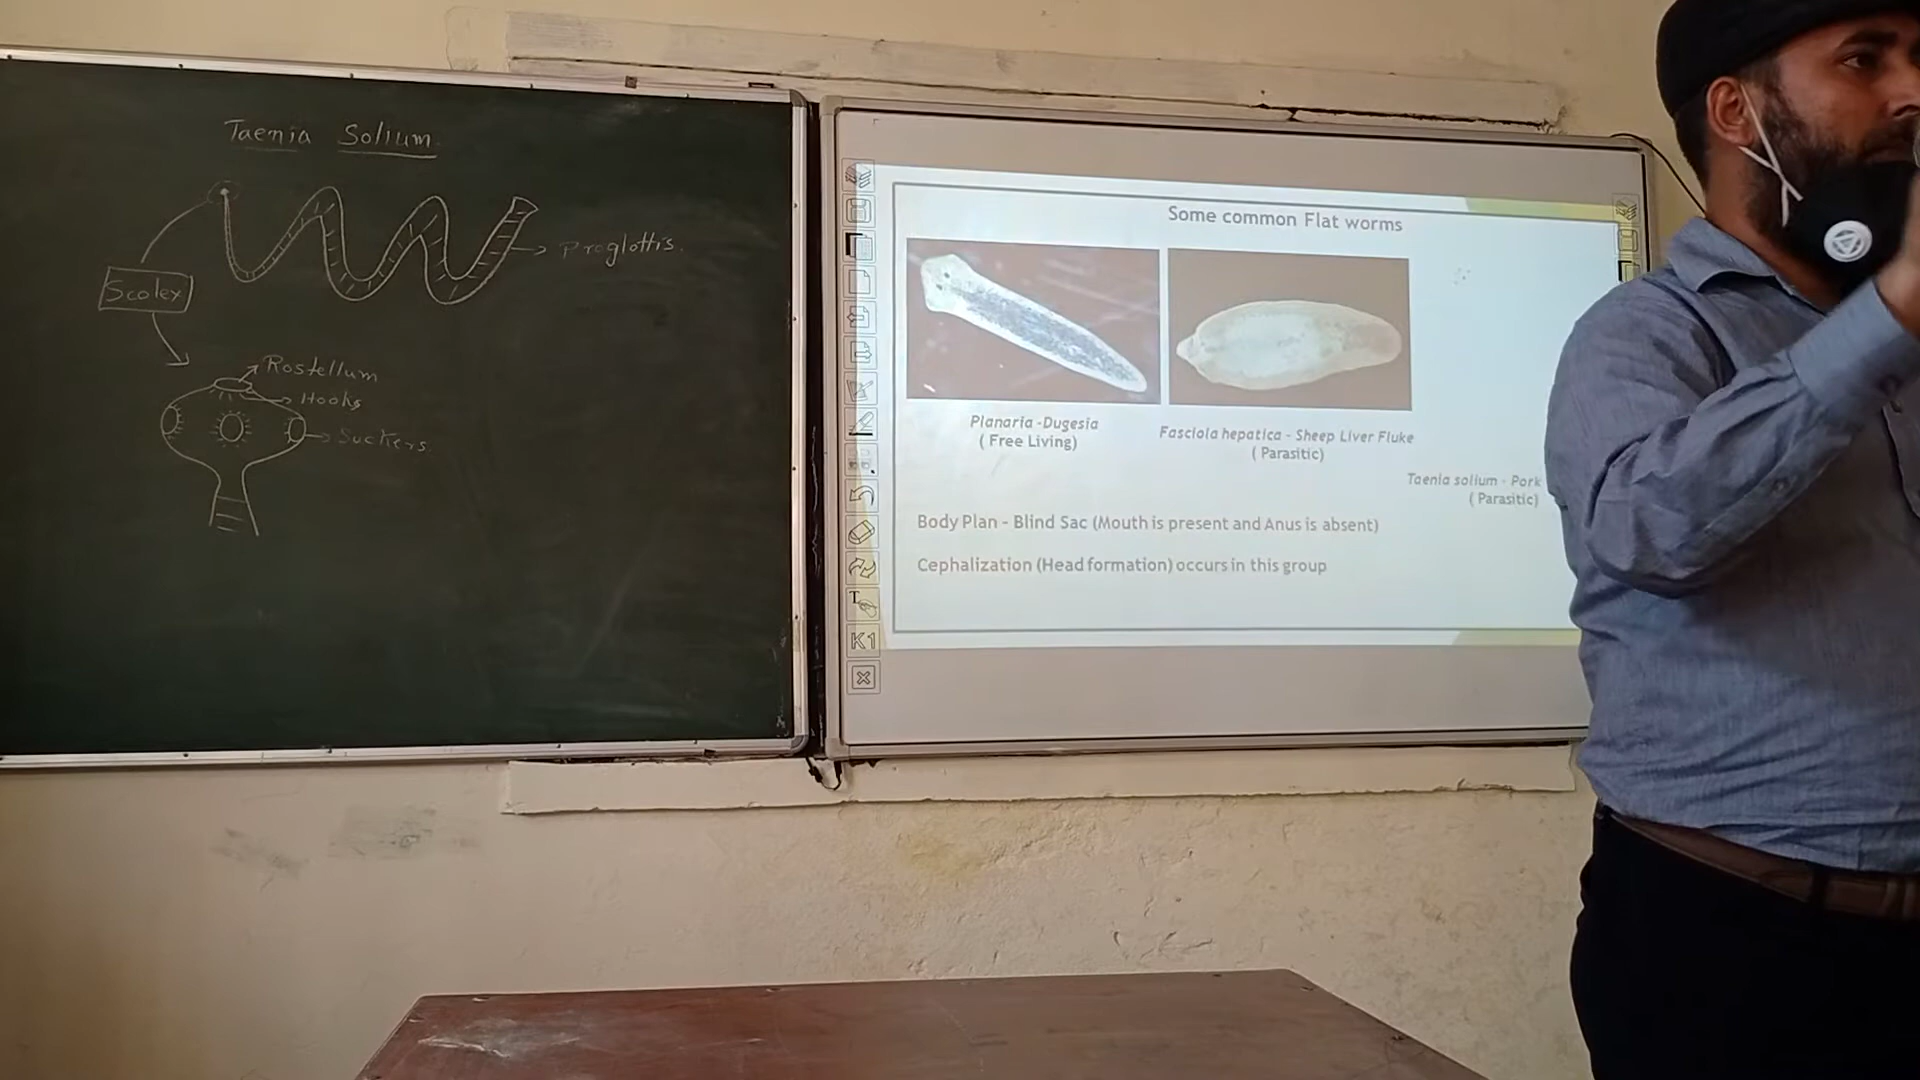 Taenia Solium
Proglottis.
Scolex
Rostellum
Hooks
Suckers.
Some common Flat worms
Planaria -Dugesia
( Free Living)
Fasciola hepatica - Sheep Liver Fluke
( Parasitic)
Taenia solium - Pork
( Parasitic)
Body Plan - Blind Sac (Mouth is present and Anus is absent)
Cephalization (Head formation) occurs in this group
T
K1